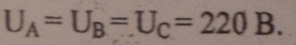 U_A = U_B = U_C = 220 В.